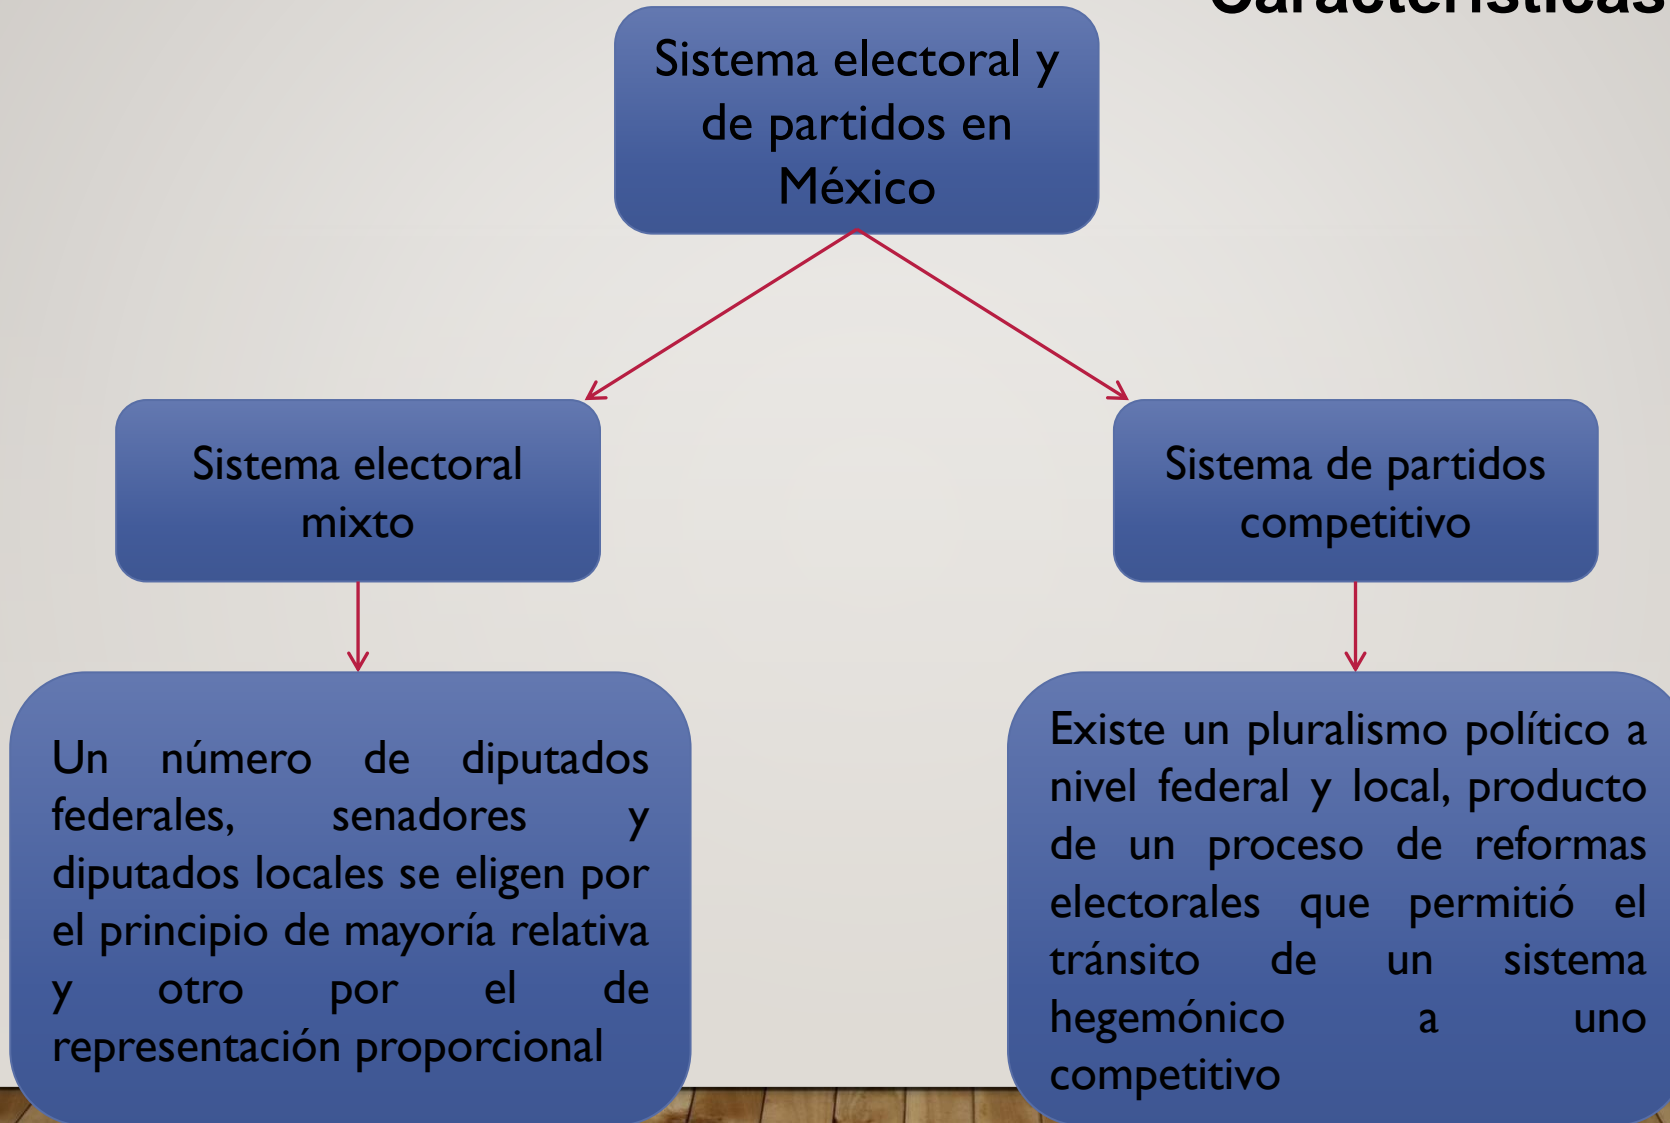 Características
Sistema electoral y
de partidos en
México
Sistema electoral
mixto
Sistema de partidos
competitivo
Un número de diputados
federales, senadores y
diputados locales se eligen por
el principio de mayoría relativa
y otro por el de
representación proporcional
Existe un pluralismo político a
nivel federal y local, producto
de un proceso de reformas
electorales que permitió el
tránsito de un sistema
hegemónico a uno
competitivo